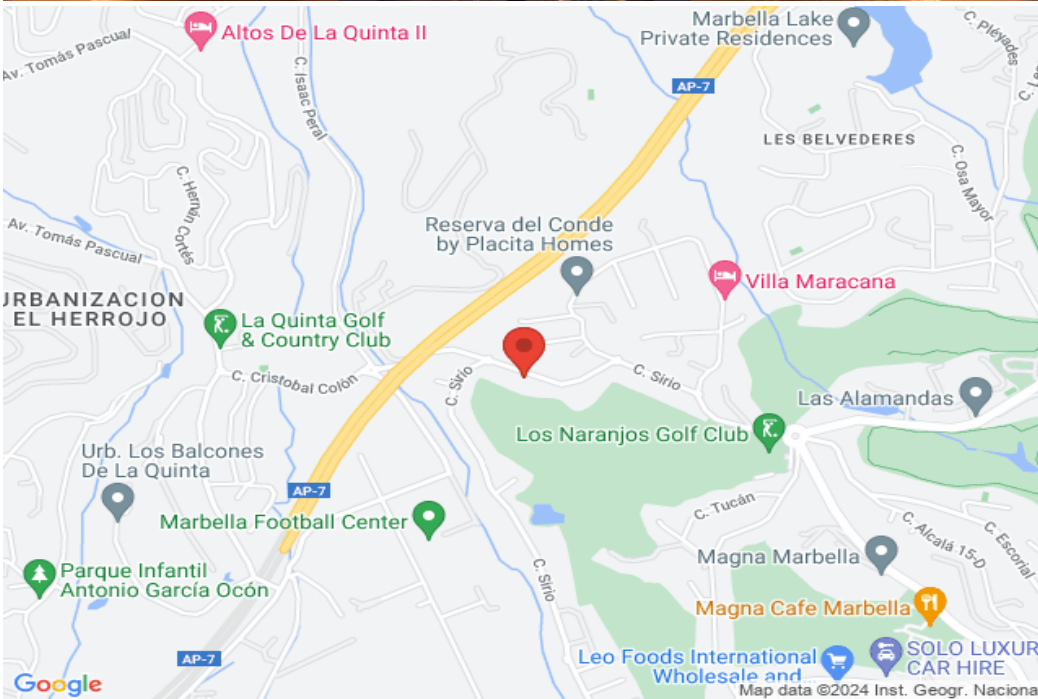 Marbella Lake
Private Residences
Altos De La Quinta II
Av. Tomás Pascual
C. Isaac Peral
C. Pléyades
AP-7
LES BELVEDERES
C. Osa Mayor
C. Hernán Cortés
Av. Tomás Pascual
Reserva del Conde
by Placita Homes
Villa Maracana
URBANIZACION
EL HERROJO
La Quinta Golf
& Country Club
C. Cristobal Colón
C. Sirio
C. Sirio
Las Alamandas
Los Naranjos Golf Club
Urb. Los Balcones
De La Quinta
AP-7
Marbella Football Center
C. Tucán
C. Alcalá 15-D
C. Escorial
Magna Marbella
C. Sirio
Parque Infantil
Antonio García Ocón
Magna Cafe Marbella
AP-7
Leo Foods International
Wholesale and...
SOLO LUXUR
CAR HIRE
Google
Map data ©2024 Inst. Geogr. Naciona